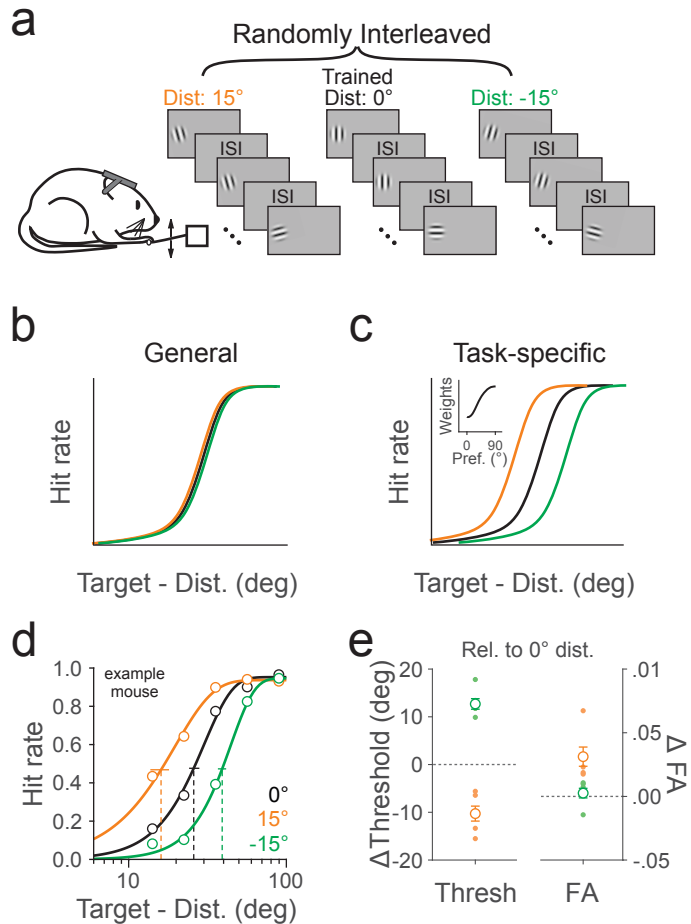 a
Randomly Interleaved
Dist: 15°
Trained
Dist: 0°
Dist: -15°
ISI
ISI
ISI
ISI
ISI
ISI
b
General
Hit rate
Target - Dist. (deg)
c
Task-specific
Weights
0
90
Pref. (°)
Hit rate
Target - Dist. (deg)
d
example
mouse
1.0
0.8
0.6
0.4
0.2
0.0
Hit rate
0°
15°
-15°
10
100
Target - Dist. (deg)
e
Rel. to 0° dist.
20
10
0
-10
-20
ΔThreshold (deg)
0.01
0.05
.00
-.05
Δ FA
Thresh
FA